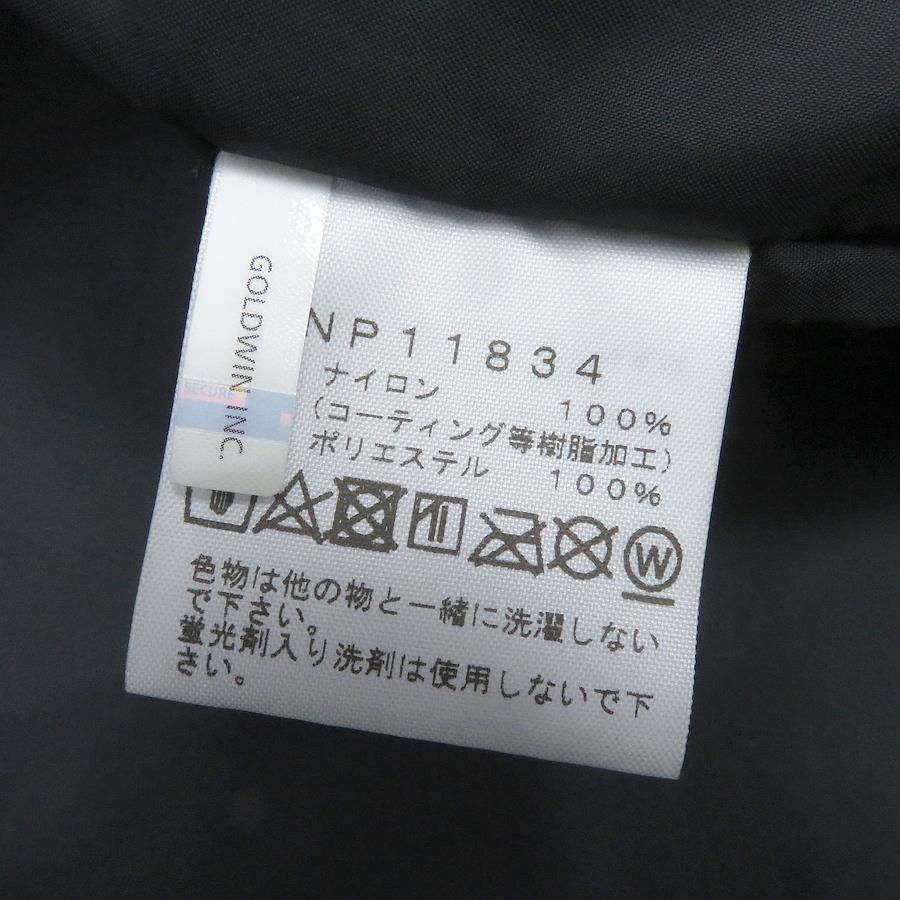 GOLDWIN INC.
SECURE
NP11834
ナイロン 100%
(コーティング等樹脂加工)
ポリエステル 100%
W
色物は他の物と一緒に洗濯しない
で下さい。
蛍光剤入り洗剤は使用しないで下
さい。